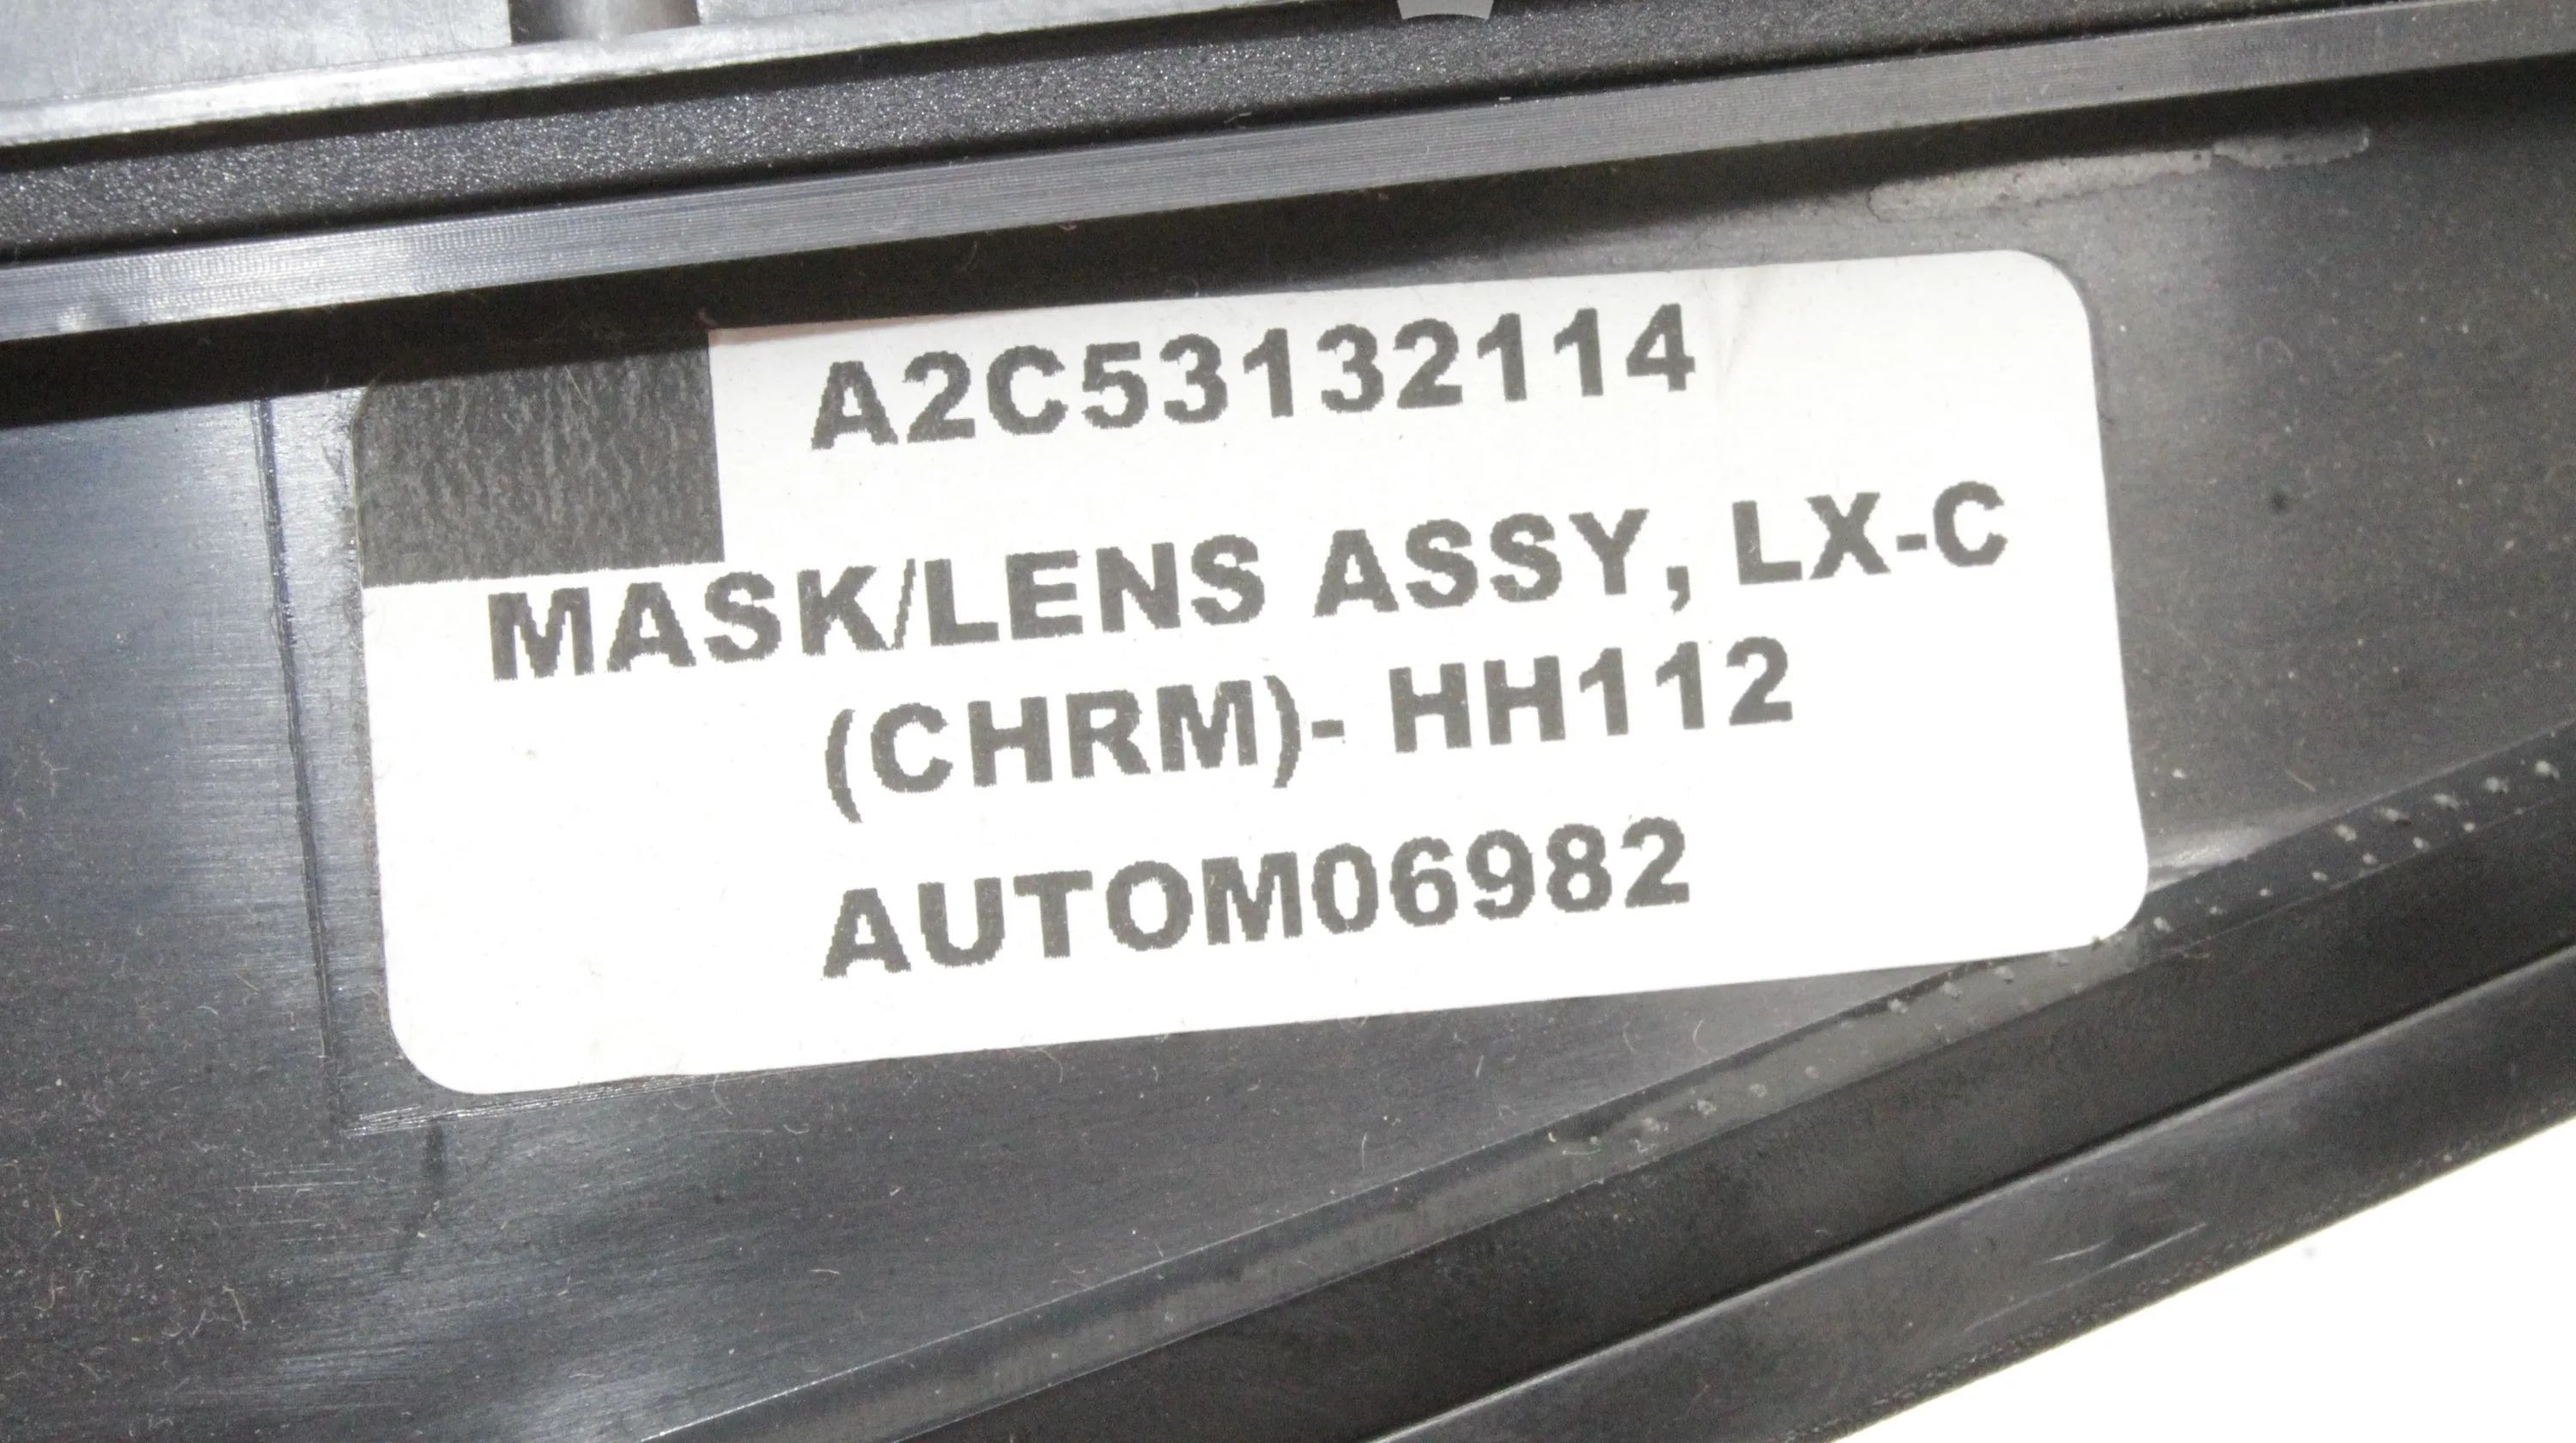 A2C53132114
MASK/LENS ASSY, LX-C
(CHRM)- HH112
AUTOM06982